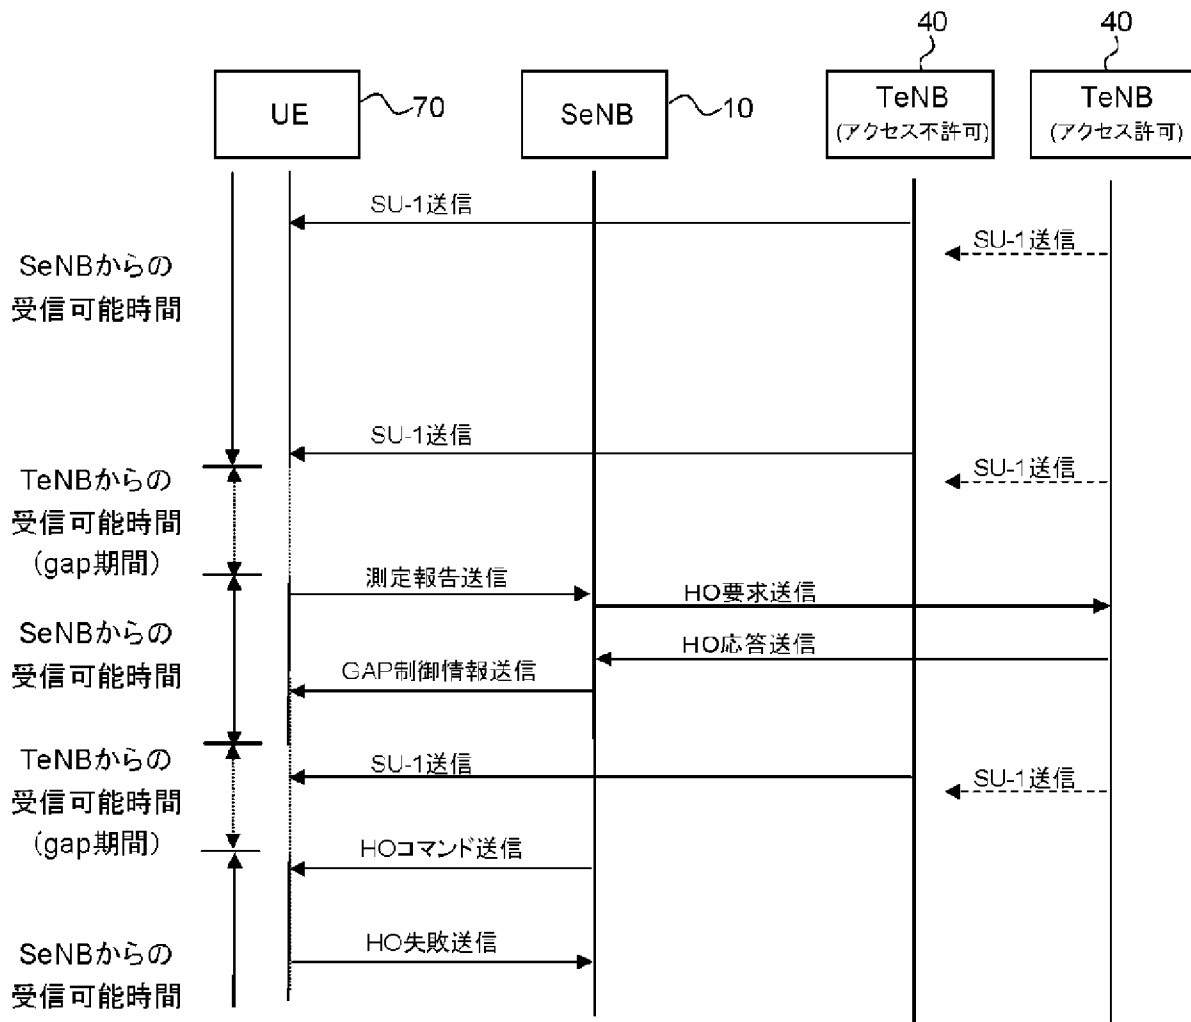 40
40
UE
70
SeNB
10
TeNB
(アクセス不許可)
TeNB
(アクセス許可)
SU-1送信
SU-1送信
SeNBからの
受信可能時間
SU-1送信
SU-1送信
TeNBからの
受信可能時間
(gap期間)
測定報告送信
HO要求送信
SeNBからの
受信可能時間
HO応答送信
GAP制御情報送信
TeNBからの
受信可能時間
(gap期間)
SU-1送信
SU-1送信
HOコマンド送信
HO失敗送信
SeNBからの
受信可能時間